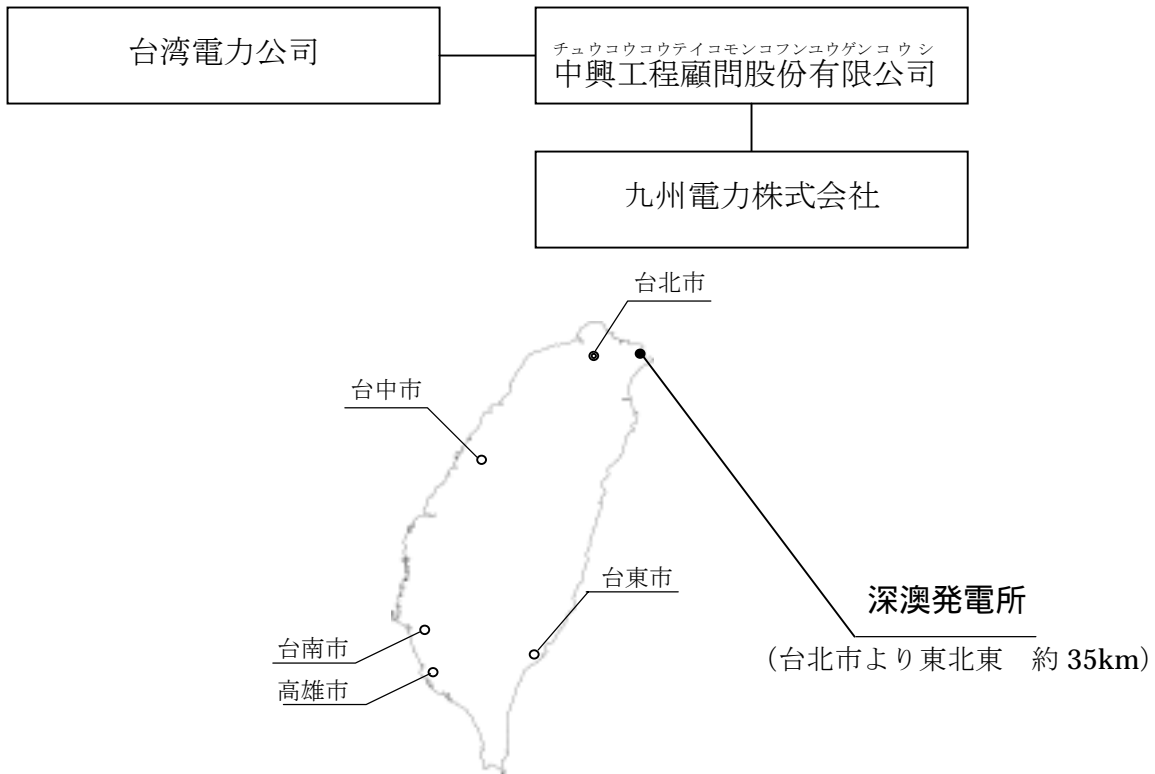 台湾電力公司
チュウコウコウテイコモンコフンユウゲンコウシ
中興工程顧問股份有限公司
九州電力株式会社
台北市
台中市
台東市
深澳発電所
(台北市より東北東　約 35km)
台南市
高雄市